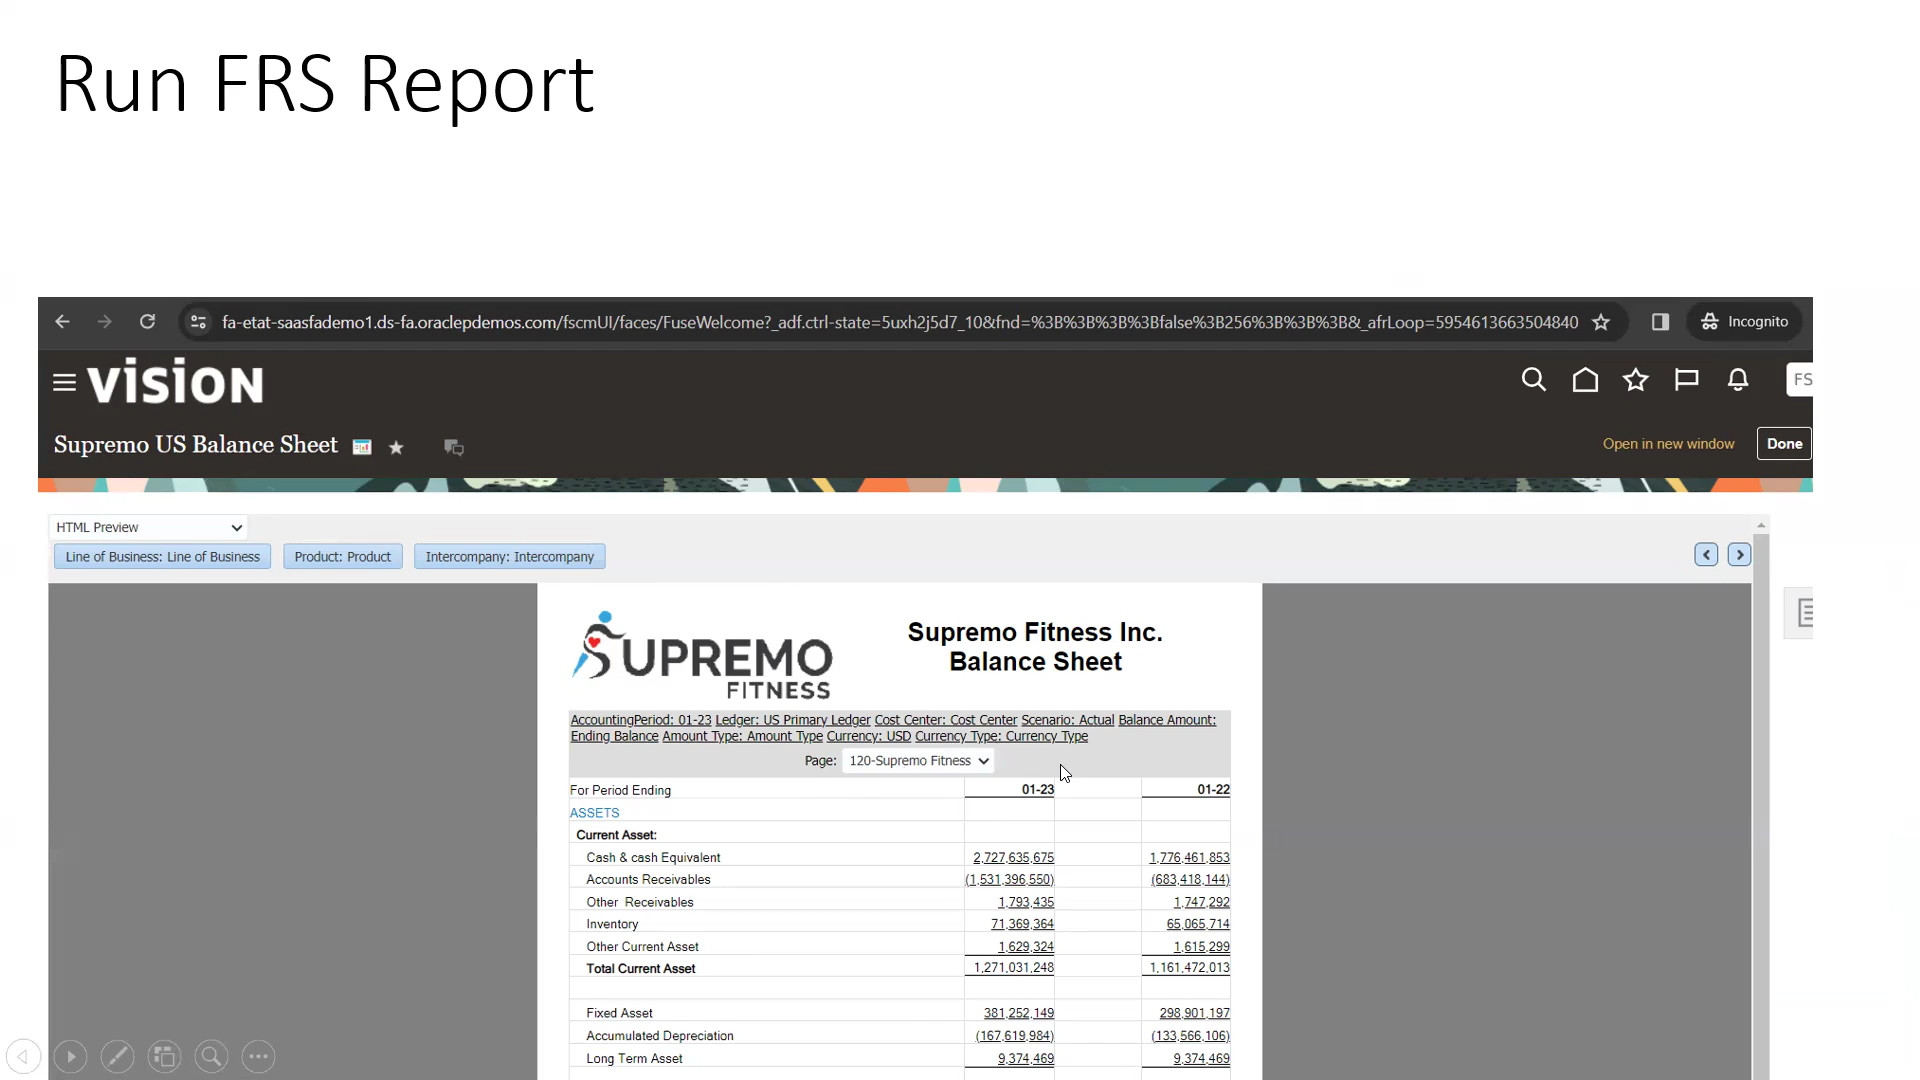 Run FRS Report
fa-etat-saasfademo1.ds-fa.oraclepdemos.com/fscmUI/faces/FuseWelcome?_adf.ctrl-state=5uxh2j5d7_10&fnd=%3B%3B%3B%3Bfalse%3B256%3B%3B%3B&_afrLoop=5954613663504840
Incognito
VISION
FS
Supremo US Balance Sheet
Open in new window
Done
HTML Preview
Line of Business: Line of Business Product: Product Intercompany: Intercompany
SUPREMO
FITNESS
Supremo Fitness Inc.
Balance Sheet
AccountingPeriod: 01-23 Ledger: US Primary Ledger Cost Center: Cost Center Scenario: Actual Balance Amount:
Ending Balance Amount Type: Amount Type Currency: USD Currency Type: Currency Type
Page: 120-Supremo Fitness
For Period Ending 01-23 01-22
ASSETS
Current Asset:
Cash & cash Equivalent 2,727,635,675 1,776,461,853
Accounts Receivables (1,531,396,550) (683,418,144)
Other Receivables 1,793,435 1,747,292
Inventory 71,369,364 65,065,714
Other Current Asset 1,629,324 1,615,299
Total Current Asset 1,271,031,248 1,161,472,013
Fixed Asset 381,252,149 298,901,197
Accumulated Depreciation (167,619,984) (133,566,106)
Long Term Asset 9,374,469 9,374,469